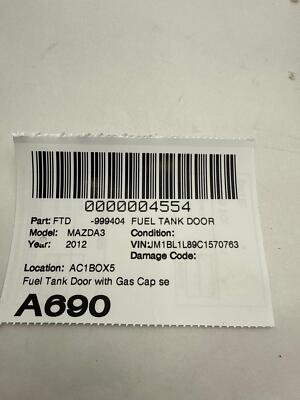 0000004554
Part: FTD -999404 FUEL TANK DOOR
Model: MAZDA3 Condition:
Year: 2012 VIN:JM1BL1L89C1570763
Damage Code:
Location: AC1BOX5
Fuel Tank Door with Gas Cap se
A690